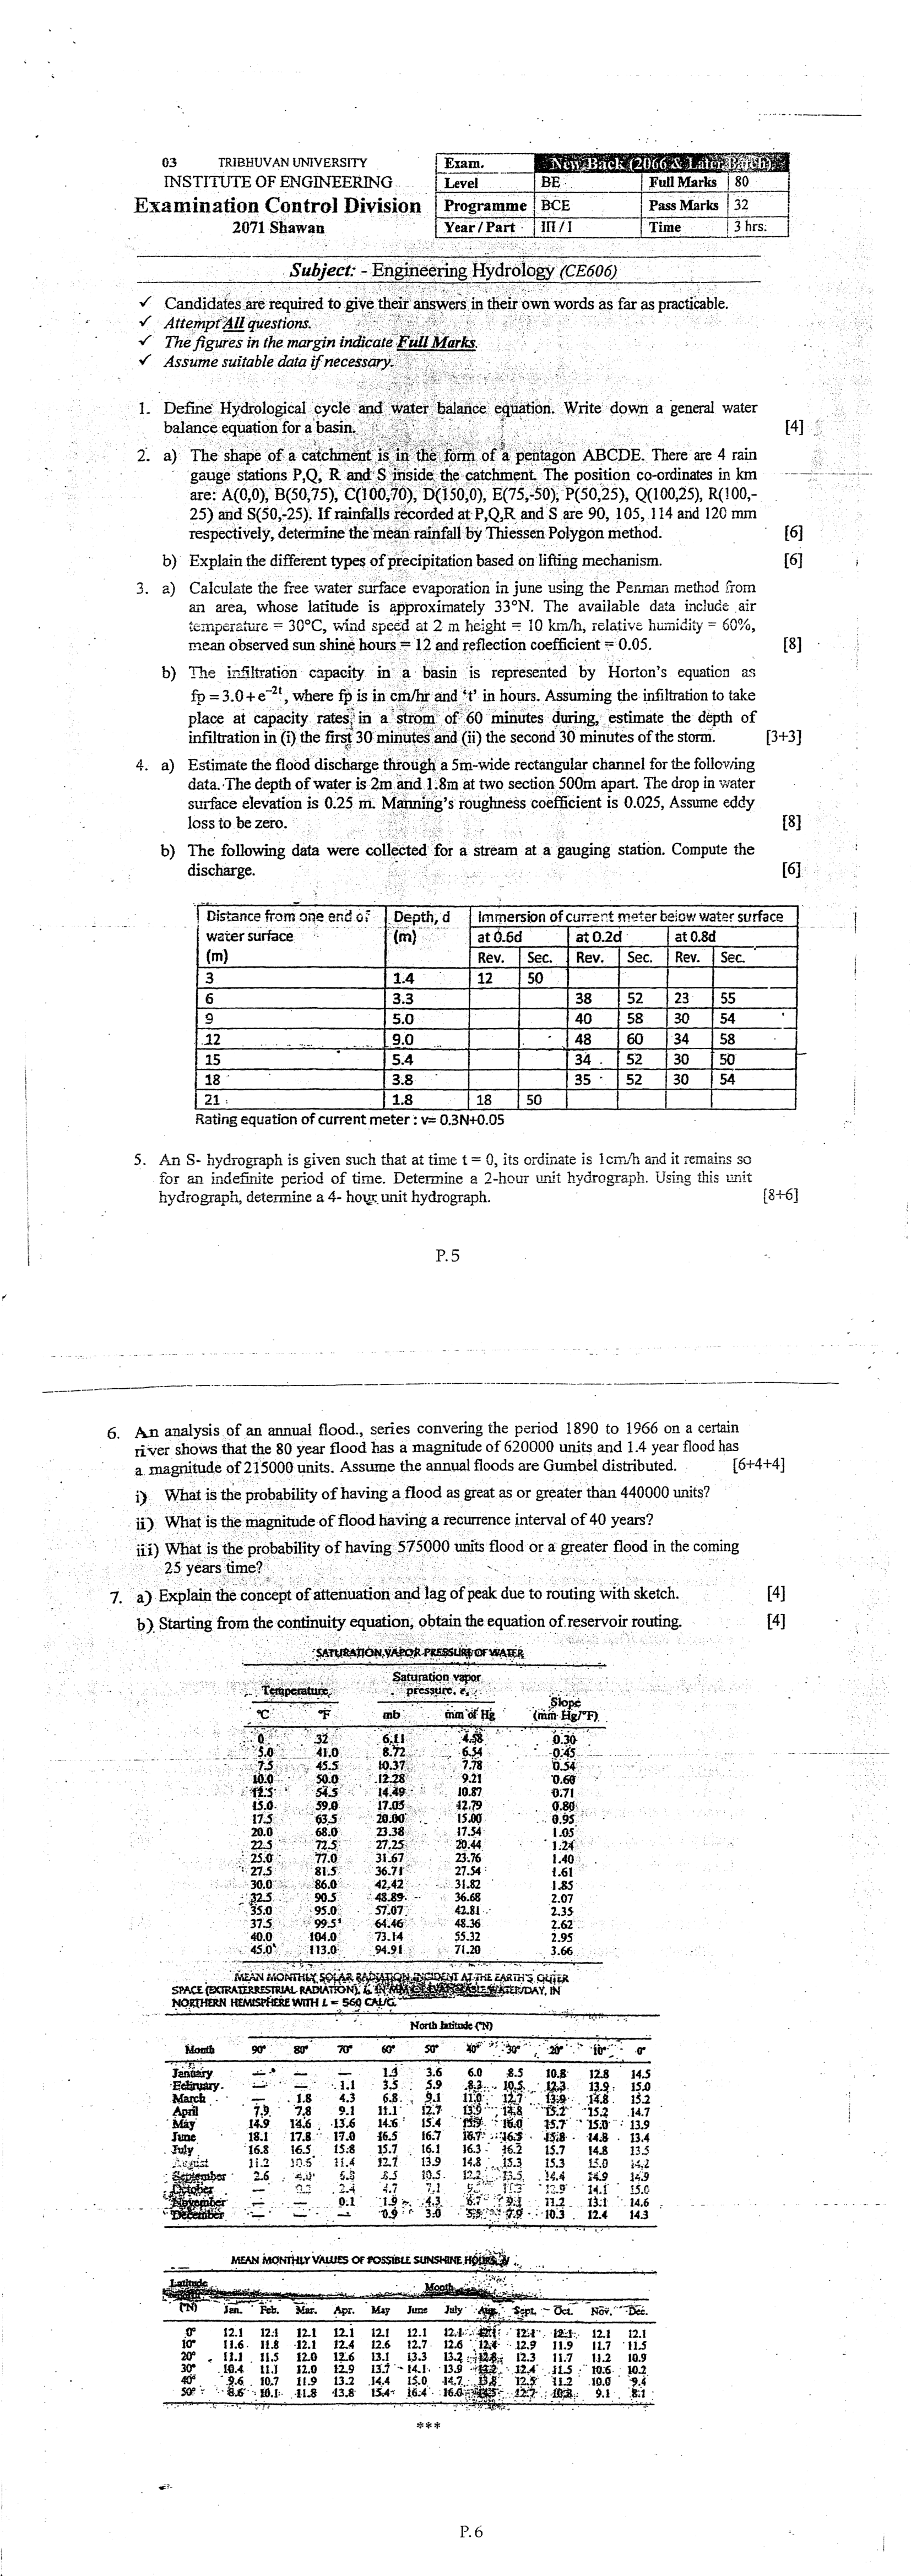 03 TRIBHUVAN UNIVERSITY
INSTITUTE OF ENGINEERING
Examination Control Division
2071 Shawan
Exam. New Back (2066 & Later Batch)
Level BE Full Marks 80
Programme BCE Pass Marks 32
Year / Part III / I Time 3 hrs.
Subject: - Engineering Hydrology (CE606)
✓ Candidates are required to give their answers in their own words as far as practicable.
✓ Attempt All questions.
✓ The figures in the margin indicate Full Marks.
✓ Assume suitable data if necessary.
1. Define Hydrological cycle and water balance equation. Write down a general water
balance equation for a basin. [4]
2. a) The shape of a catchment is in the form of a pentagon ABCDE. There are 4 rain
gauge stations P,Q, R and S inside the catchment. The position co-ordinates in km
are: A(0,0), B(50,75), C(100,70), D(150,0), E(75,-50), P(50,25), Q(100,25), R(100,-
25) and S(50,-25). If rainfalls recorded at P,Q,R and S are 90, 105, 114 and 120 mm
respectively, determine the mean rainfall by Thiessen Polygon method. [6]
b) Explain the different types of precipitation based on lifting mechanism. [6]
3. a) Calculate the free water surface evaporation in june using the Penman method from
an area, whose latitude is approximately 33°N. The available data include air
temperature = 30°C, wind speed at 2 m height = 10 km/h, relative humidity = 60%,
mean observed sun shine hours = 12 and reflection coefficient = 0.05. [8]
b) The infiltration capacity in a basin is represented by Horton's equation as
fp = 3.0 + e⁻²ᵗ, where fp is in cm/hr and 't' in hours. Assuming the infiltration to take
place at capacity rates, in a strom of 60 minutes during, estimate the depth of
infiltration in (i) the first 30 minutes and (ii) the second 30 minutes of the storm. [3+3]
4. a) Estimate the flood discharge through a 5m-wide rectangular channel for the following
data. The depth of water is 2m and 1.8m at two section 500m apart. The drop in water
surface elevation is 0.25 m. Manning's roughness coefficient is 0.025, Assume eddy
loss to be zero. [8]
b) The following data were collected for a stream at a gauging station. Compute the
discharge. [6]
Distance from one end of Depth, d Immersion of current meter below water surface
water surface (m) at 0.6d at 0.2d at 0.8d
(m) Rev. Sec. Rev. Sec. Rev. Sec.
3 1.4 12 50
6 3.3 38 52 23 55
9 5.0 40 58 30 54
12 9.0 48 60 34 58
15 5.4 34 52 30 50
18 3.8 35 52 30 54
21 1.8 18 50
Rating equation of current meter : v= 0.3N+0.05
5. An S- hydrograph is given such that at time t = 0, its ordinate is 1cm/h and it remains so
for an indefinite period of time. Determine a 2-hour unit hydrograph. Using this unit
hydrograph, determine a 4- hour unit hydrograph. [8+6]
P.5
6. An analysis of an annual flood., series convering the period 1890 to 1966 on a certain
river shows that the 80 year flood has a magnitude of 620000 units and 1.4 year flood has
a magnitude of 215000 units. Assume the annual floods are Gumbel distributed. [6+4+4]
i) What is the probability of having a flood as great as or greater than 440000 units?
ii) What is the magnitude of flood having a recurrence interval of 40 years?
iii) What is the probability of having 575000 units flood or a greater flood in the coming
25 years time?
7. a) Explain the concept of attenuation and lag of peak due to routing with sketch. [4]
b) Starting from the continuity equation, obtain the equation of reservoir routing. [4]
SATURATION VAPOR PRESSURE OF WATER
Saturation vapor
Temperature pressure, eₛ Slope
°C °F mb mm of Hg (mm Hg/°F)
0 32 6.11 4.58 0.30
5.0 41.0 8.72 6.54 0.45
7.5 45.5 10.37 7.78 0.54
10.0 50.0 12.28 9.21 0.60
12.5 54.5 14.49 10.87 0.71
15.0 59.0 17.05 12.79 0.80
17.5 63.5 20.00 15.00 0.95
20.0 68.0 23.38 17.54 1.05
22.5 72.5 27.25 20.44 1.24
25.0 77.0 31.67 23.76 1.40
27.5 81.5 36.71 27.54 1.61
30.0 86.0 42.42 31.82 1.85
32.5 90.5 48.89 36.68 2.07
35.0 95.0 57.07 42.81 2.35
37.5 99.5 64.46 48.36 2.62
40.0 104.0 73.14 55.32 2.95
45.0 113.0 94.91 71.20 3.66
MEAN MONTHLY SOLAR RADIATION INCIDENT AT THE EARTH'S OUTER
SPACE (EXTRATERRESTRIAL RADIATION), IN MM OF WATER/DAY, IN
NORTHERN HEMISPHERE WITH L = 560 CAL/G.
North latitude (°N)
Month 90° 80° 70° 60° 50° 40° 30° 20° 10° 0°
January — — — 1.3 3.6 6.0 8.5 10.8 12.8 14.5
February — — 1.1 3.5 5.9 8.3 10.5 12.3 13.9 15.0
March — 1.8 4.3 6.8 9.1 11.0 12.7 13.9 14.8 15.2
April 7.9 7.8 9.1 11.1 12.7 13.9 14.8 15.2 15.2 14.7
May 14.9 14.6 13.6 14.6 15.4 15.9 16.0 15.7 15.0 13.9
June 18.1 17.8 17.0 16.5 16.7 16.7 16.5 15.8 14.8 13.4
July 16.8 16.5 15.8 15.7 16.1 16.3 16.2 15.7 14.8 13.5
August 11.2 10.6 11.4 12.7 13.9 14.8 15.3 15.3 15.0 14.2
September 2.6 4.0 6.8 8.5 10.5 12.2 13.5 14.4 14.9 14.9
October — 2.4 4.7 7.1 11.3 12.9 14.1 15.0
November — — 0.1 1.9 4.3 6.7 9.1 11.2 13.1 14.6
December — — — 0.9 3.0 5.5 7.9 10.3 12.4 14.3
MEAN MONTHLY VALUES OF POSSIBLE SUNSHINE HOURS, N
Latitude Month
(°N) Jan. Feb. Mar. Apr. May June July Aug. Sept. Oct. Nov. Dec.
0° 12.1 12.1 12.1 12.1 12.1 12.1 12.1 12.1 12.1 12.1 12.1 12.1
10° 11.6 11.8 12.1 12.4 12.6 12.7 12.6 12.4 12.9 11.9 11.7 11.5
20° 11.1 11.5 12.0 12.6 13.1 13.3 13.2 12.8 12.3 11.7 11.2 10.9
30° 10.4 11.1 12.0 12.9 13.7 14.1 13.9 13.2 12.4 11.5 10.6 10.2
40° 9.6 10.7 11.9 13.2 14.4 15.0 14.7 13.8 12.5 11.2 10.0 9.4
50° 8.6 10.1 11.8 13.8 15.4 16.4 16.0 12.7 10.8 9.1 8.1
***
P.6